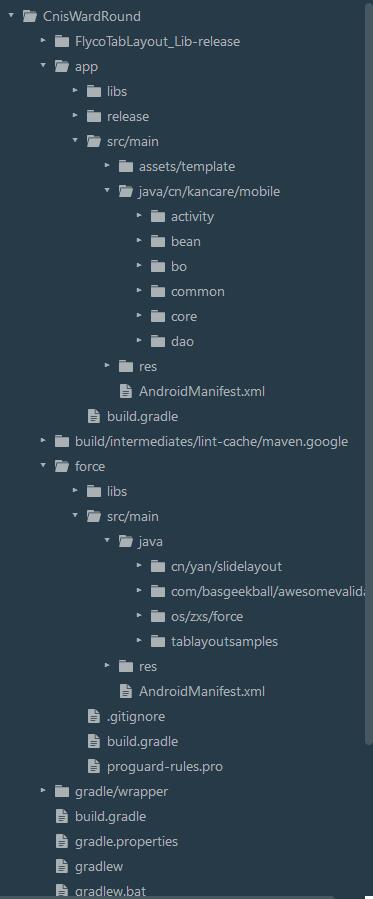 CnisWardRound
FlycoTabLayout_Lib-release
app
libs
release
src/main
assets/template
java/cn/kancare/mobile
activity
bean
bo
common
core
dao
res
AndroidManifest.xml
build.gradle
build/intermediates/lint-cache/maven.google
force
libs
src/main
java
cn/yan/slidelayout
com/basgeekball/awesomevalida
os/zxs/force
tablayoutsamples
res
AndroidManifest.xml
.gitignore
build.gradle
proguard-rules.pro
gradle/wrapper
build.gradle
gradle.properties
gradlew
gradlew.bat